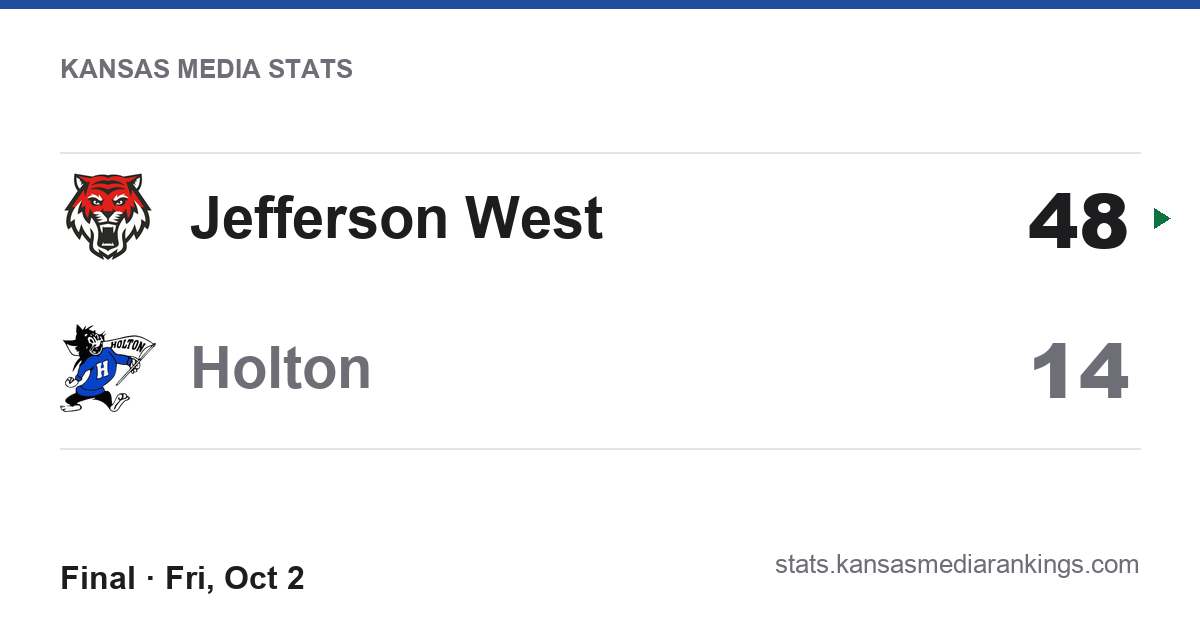 KANSAS MEDIA STATS
Jefferson West 48
HOLTON
H
Holton 14
Final · Fri, Oct 2
stats.kansasmediarankings.com